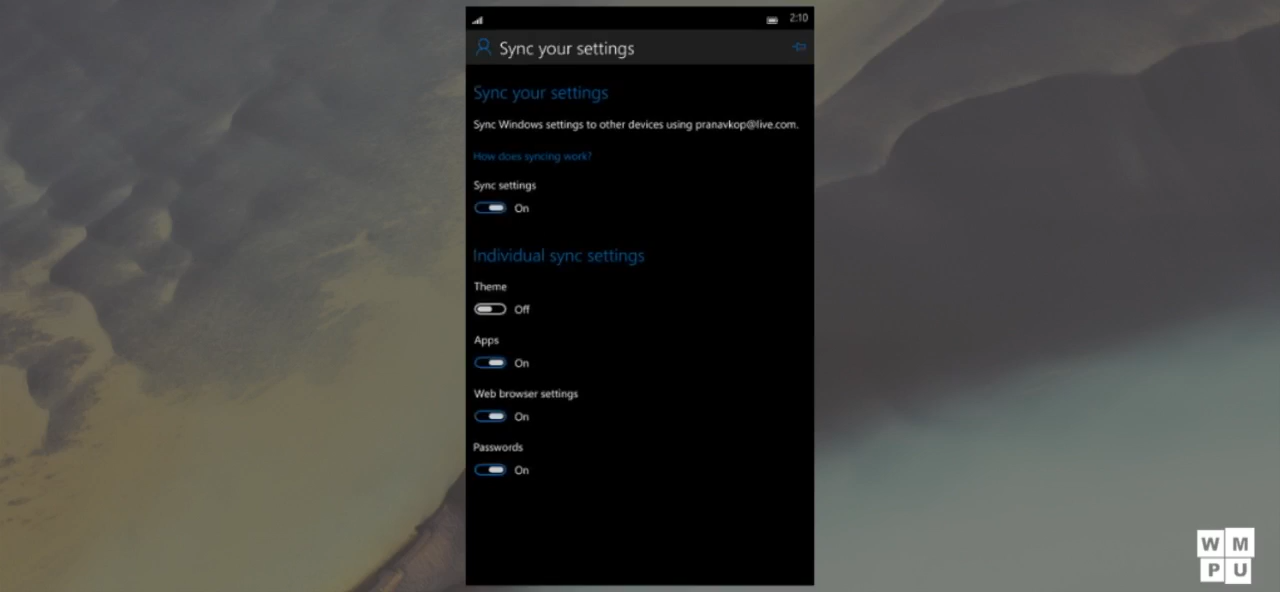 2:10
Sync your settings
Sync your settings
Sync Windows settings to other devices using pranavkop@live.com.
How does syncing work?
Sync settings
On
Individual sync settings
Theme
Off
Apps
On
Web browser settings
On
Passwords
On
W M
P U